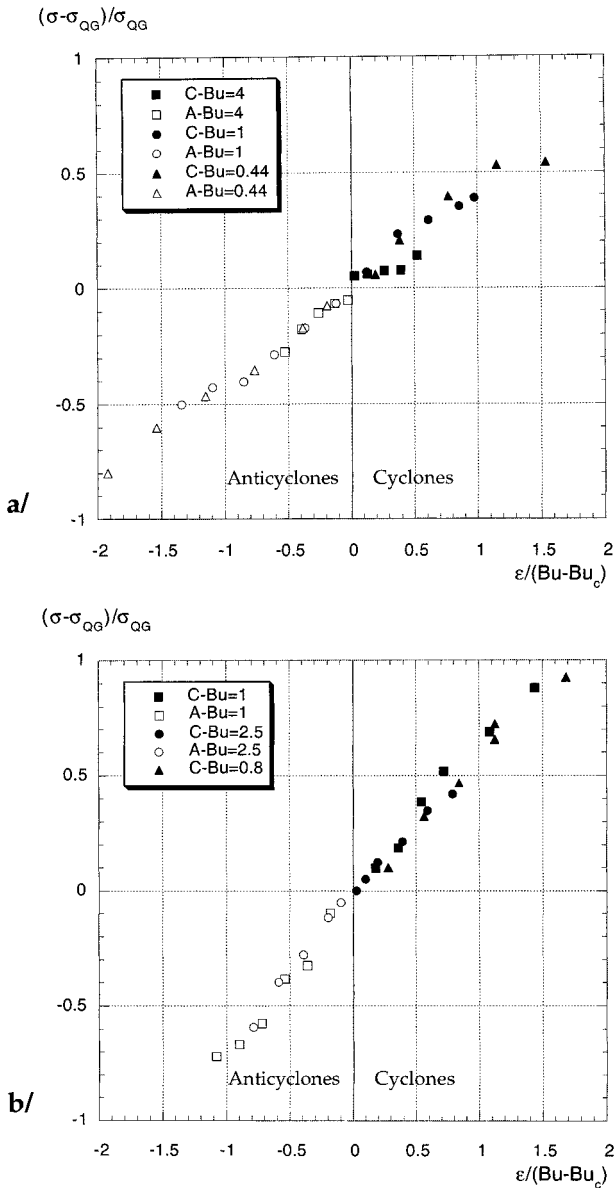 (σ-σQG)/σQG
1
C-Bu=4
A-Bu=4
C-Bu=1
A-Bu=1
C-Bu=0.44
A-Bu=0.44
0.5
0
-0.5
Anticyclones Cyclones
a/
-1
-2 -1.5 -1 -0.5 0 0.5 1 1.5 2
ε/(Bu-Buc)
(σ-σQG)/σQG
1
C-Bu=1
A-Bu=1
C-Bu=2.5
A-Bu=2.5
C-Bu=0.8
0.5
0
-0.5
Anticyclones Cyclones
b/
-1
-2 -1.5 -1 -0.5 0 0.5 1 1.5 2
ε/(Bu-Buc)